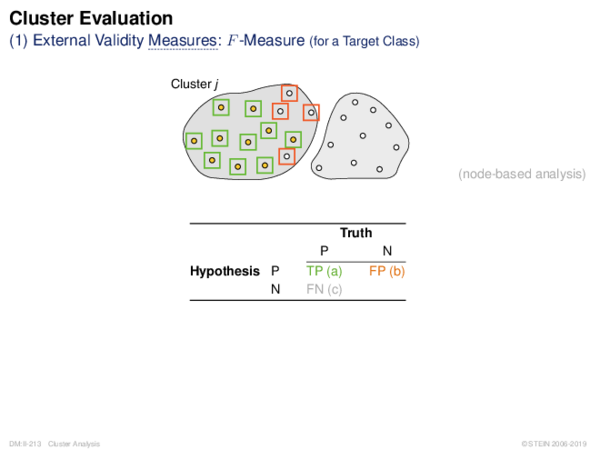 Cluster Evaluation
(1) External Validity Measures: F-Measure (for a Target Class)
Cluster j
(node-based analysis)
Truth
P N
Hypothesis P TP (a) FP (b)
N FN (c)
DM:II-213 Cluster Analysis
© STEIN 2006-2019